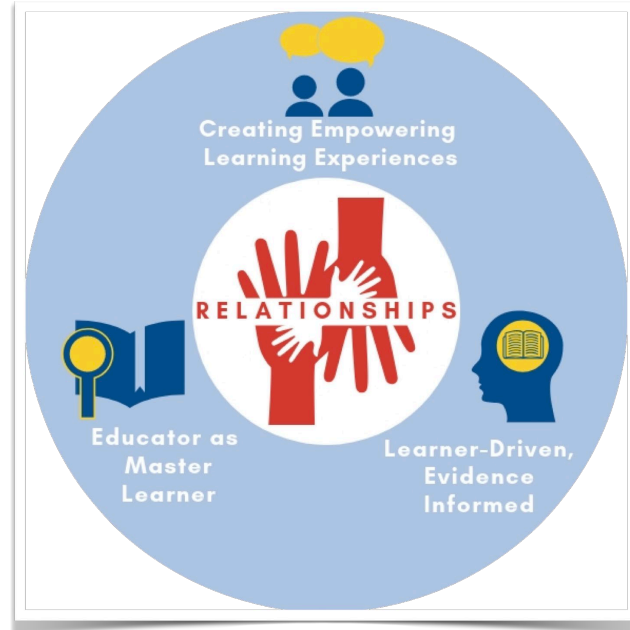 Creating Empowering
Learning Experiences
RELATIONSHIPS
Educator as
Master
Learner
Learner-Driven,
Evidence
Informed